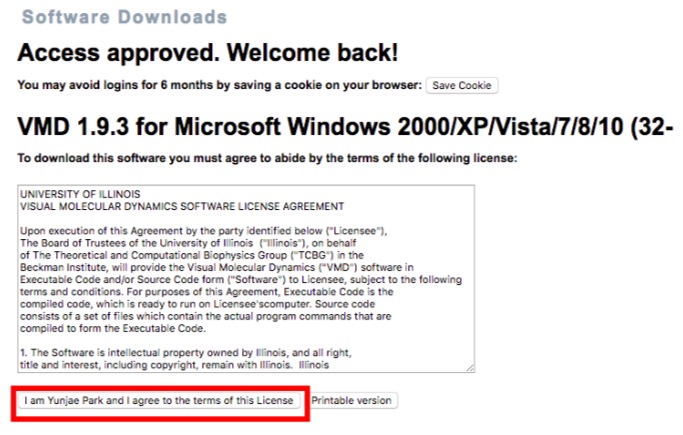 Software Downloads
Access approved. Welcome back!
You may avoid logins for 6 months by saving a cookie on your browser: Save Cookie
VMD 1.9.3 for Microsoft Windows 2000/XP/Vista/7/8/10 (32-
To download this software you must agree to abide by the terms of the following license:
UNIVERSITY OF ILLINOIS
VISUAL MOLECULAR DYNAMICS SOFTWARE LICENSE AGREEMENT
Upon execution of this Agreement by the party identified below ("Licensee"),
The Board of Trustees of the University of Illinois ("Illinois"), on behalf
of The Theoretical and Computational Biophysics Group ("TCBG") in the
Beckman Institute, will provide the Visual Molecular Dynamics ("VMD") software in
Executable Code and/or Source Code form ("Software") to Licensee, subject to the following
terms and conditions. For purposes of this Agreement, Executable Code is the
compiled code, which is ready to run on Licensee'scomputer. Source code
consists of a set of files which contain the actual program commands that are
compiled to form the Executable Code.
1. The Software is intellectual property owned by Illinois, and all right,
title and interest, including copyright, remain with Illinois. Illinois
I am Yunjae Park and I agree to the terms of this License Printable version